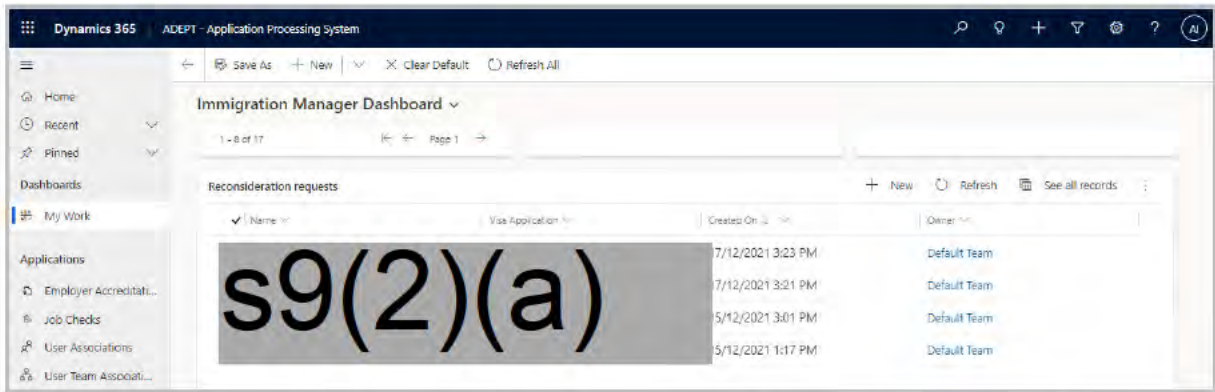 Dynamics 365 ADEPT - Application Processing System ? AI
Save As + New Clear Default Refresh All
Home
Immigration Manager Dashboard
Recent
1 - 8 of 17 Page 1
Pinned
Dashboards
Reconsideration requests + New Refresh See all records
My Work
Name Visa Application Created On Owner
Applications
s9(2)(a)
7/12/2021 3:23 PM Default Team
7/12/2021 3:21 PM Default Team
Employer Accreditati...
5/12/2021 3:01 PM Default Team
Job Checks
5/12/2021 1:17 PM Default Team
User Associations
User Team Associati...